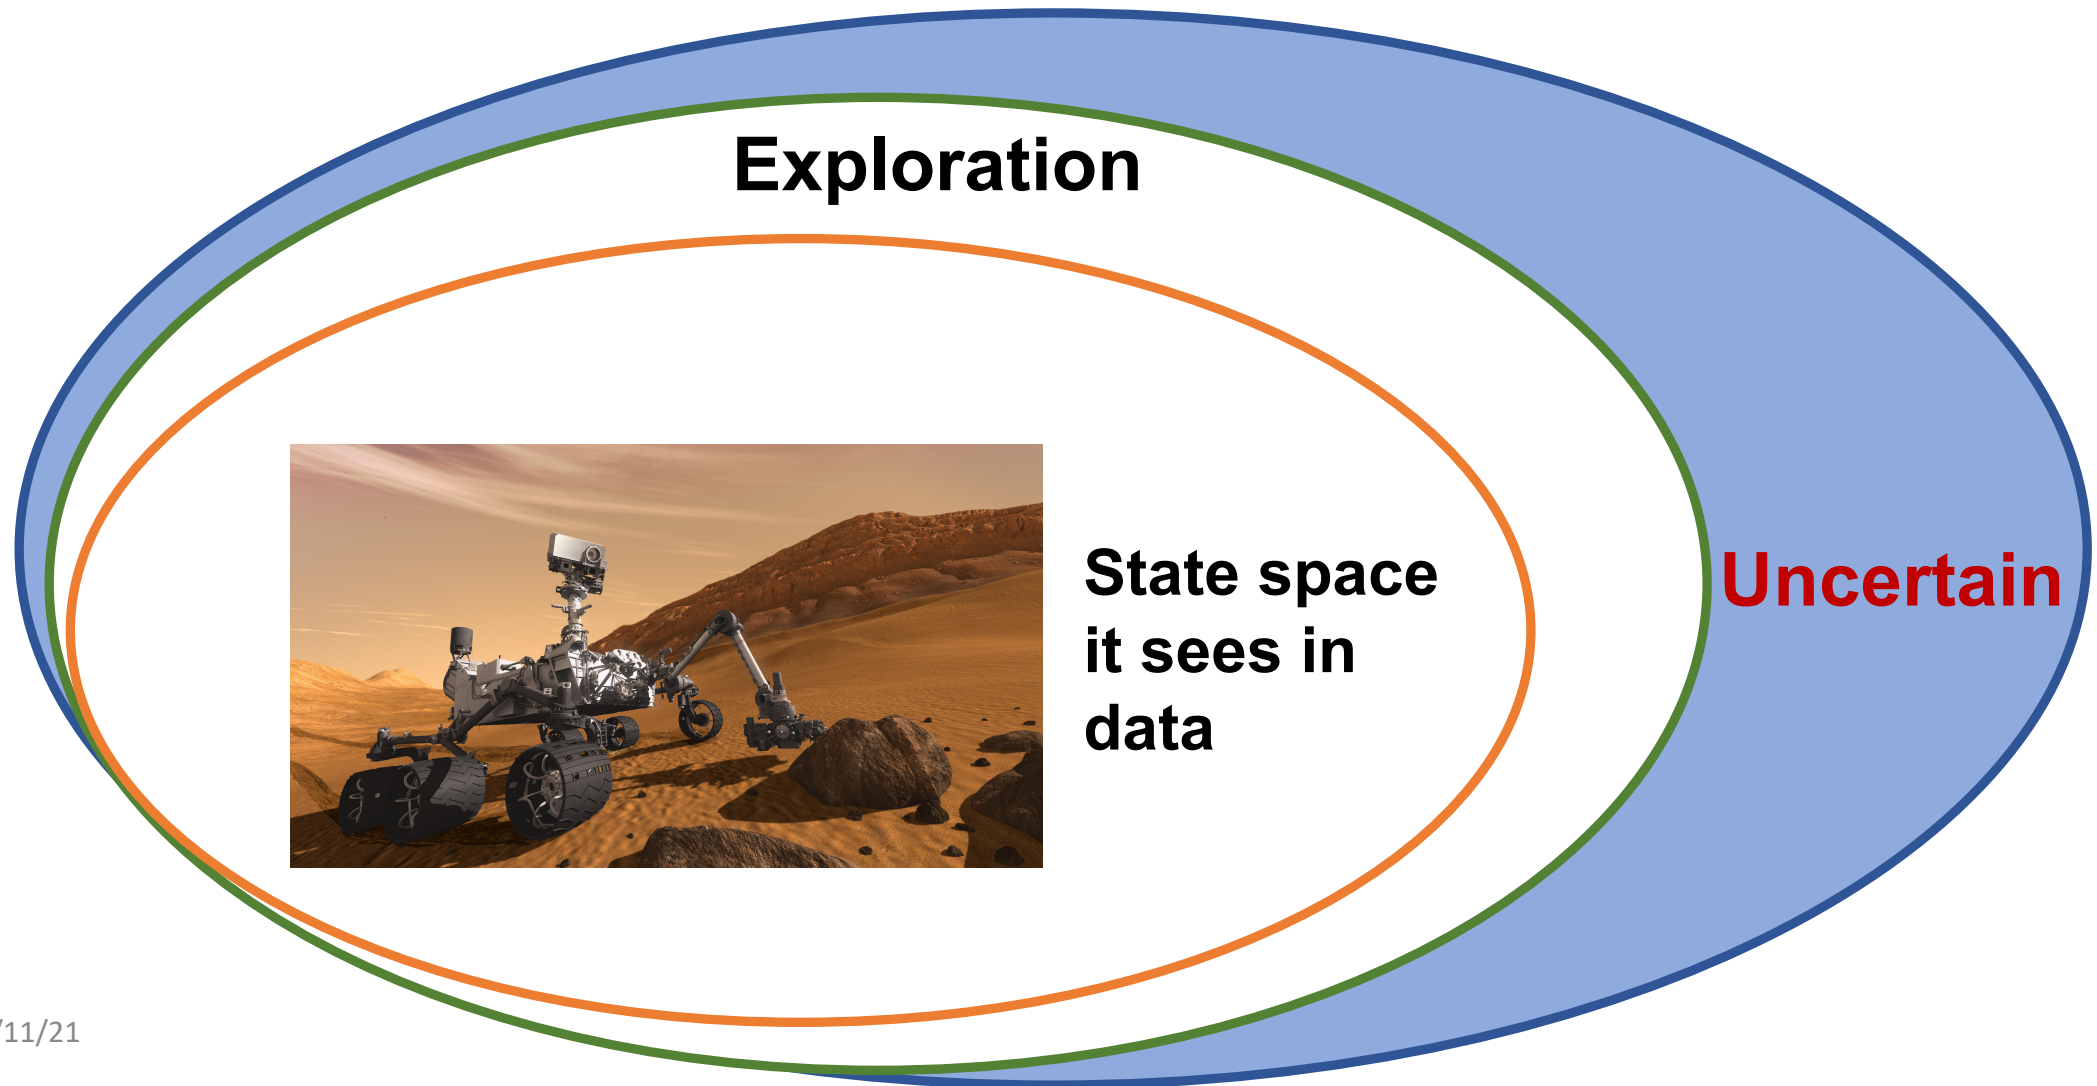 Exploration
State space
it sees in
data
Uncertain
/11/21